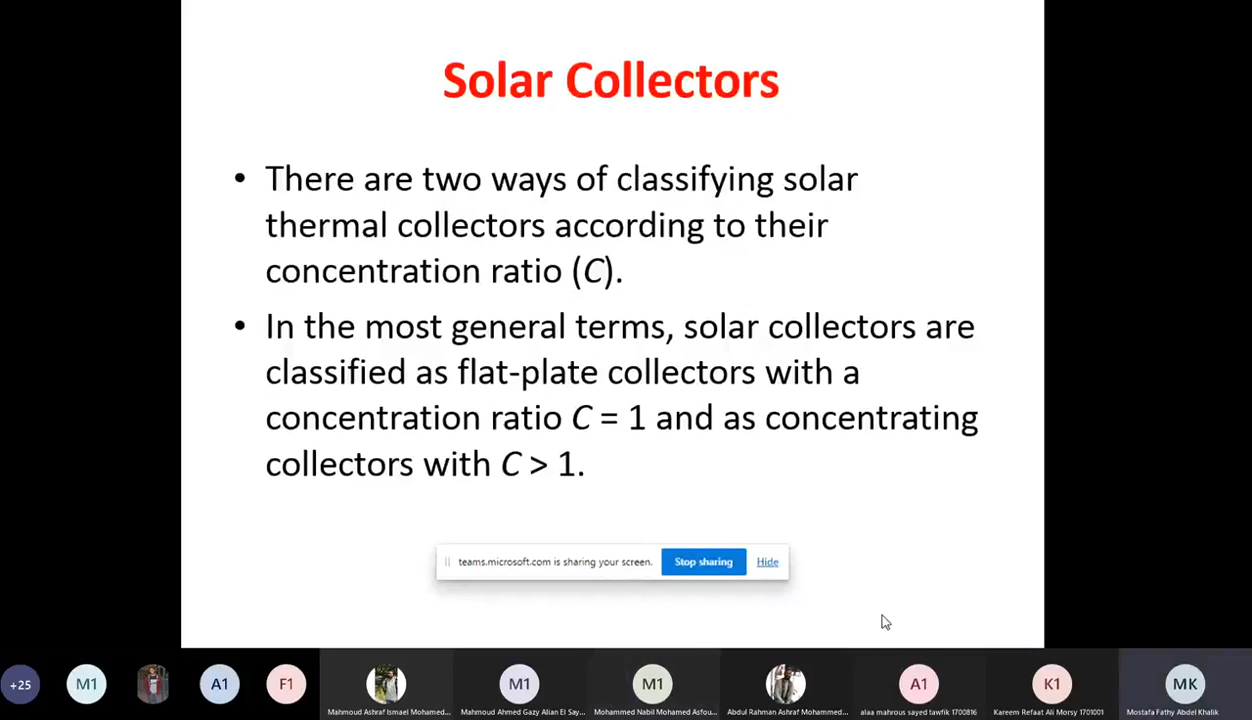 Solar Collectors
• There are two ways of classifying solar
thermal collectors according to their
concentration ratio (C).
• In the most general terms, solar collectors are
classified as flat-plate collectors with a
concentration ratio C = 1 and as concentrating
collectors with C > 1.
teams.microsoft.com is sharing your screen. Stop sharing Hide
+25 M1 A1 F1 M1 M1 A1 K1 MK
Mahmoud Ashraf Ismael Mohamed... Mahmoud Ahmed Gazy Alian El Say... Mohammed Nabil Mohamed Asfou... Abdul Rahman Ashraf Mohammed... alaa mahrous sayed tawfik 1700816 Kareem Refaat Ali Morsy 1701001 Mostafa Fathy Abdel Khalik